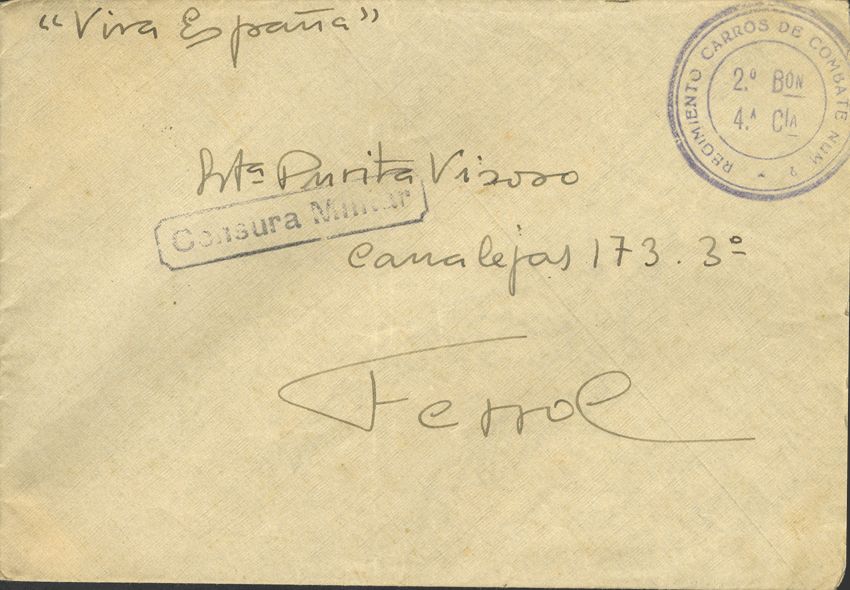 “Viva España”
REGIMIENTO CARROS DE COMBATE NUM 2
2.º BON
4.ª CIA
Srta Purita Vizoso
Censura Militar
Canalejas 173. 3º
Ferrol